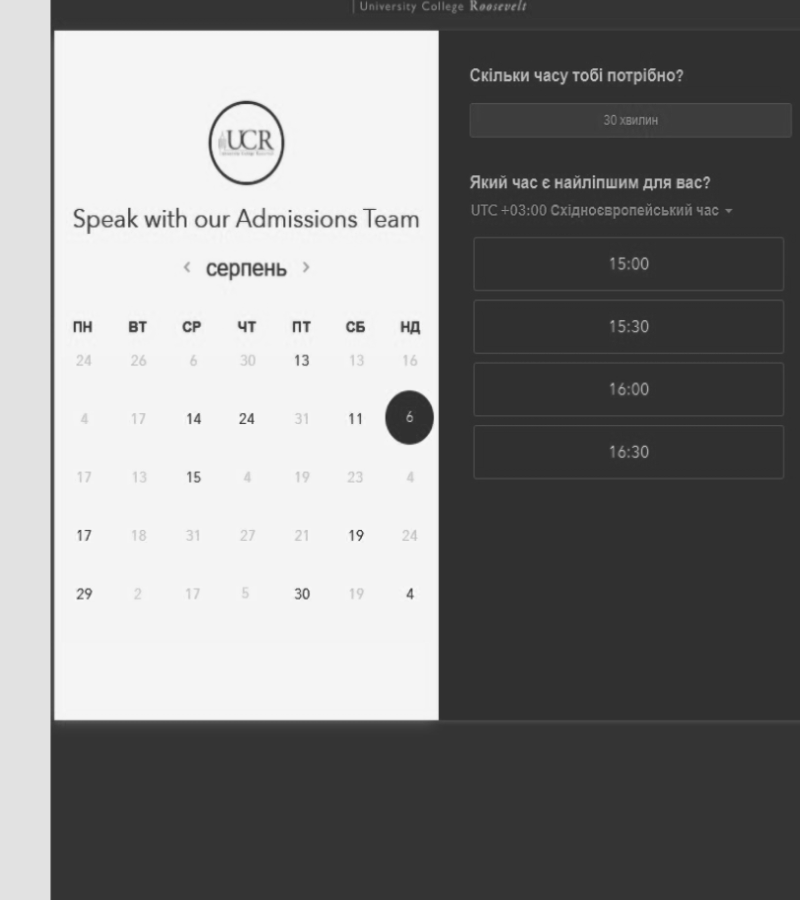 | University College Roosevelt
UCR
Speak with our Admissions Team
< серпень >
ПН ВТ СР ЧТ ПТ СБ НД
24 26 6 30 13 13 16
4 17 14 24 31 11 6
17 13 15 4 19 23 4
17 18 31 27 21 19 24
29 2 17 5 30 19 4
Скільки часу тобі потрібно?
30 хвилин
Який час є найліпшим для вас?
UTC +03:00 Східноєвропейський час
15:00
15:30
16:00
16:30